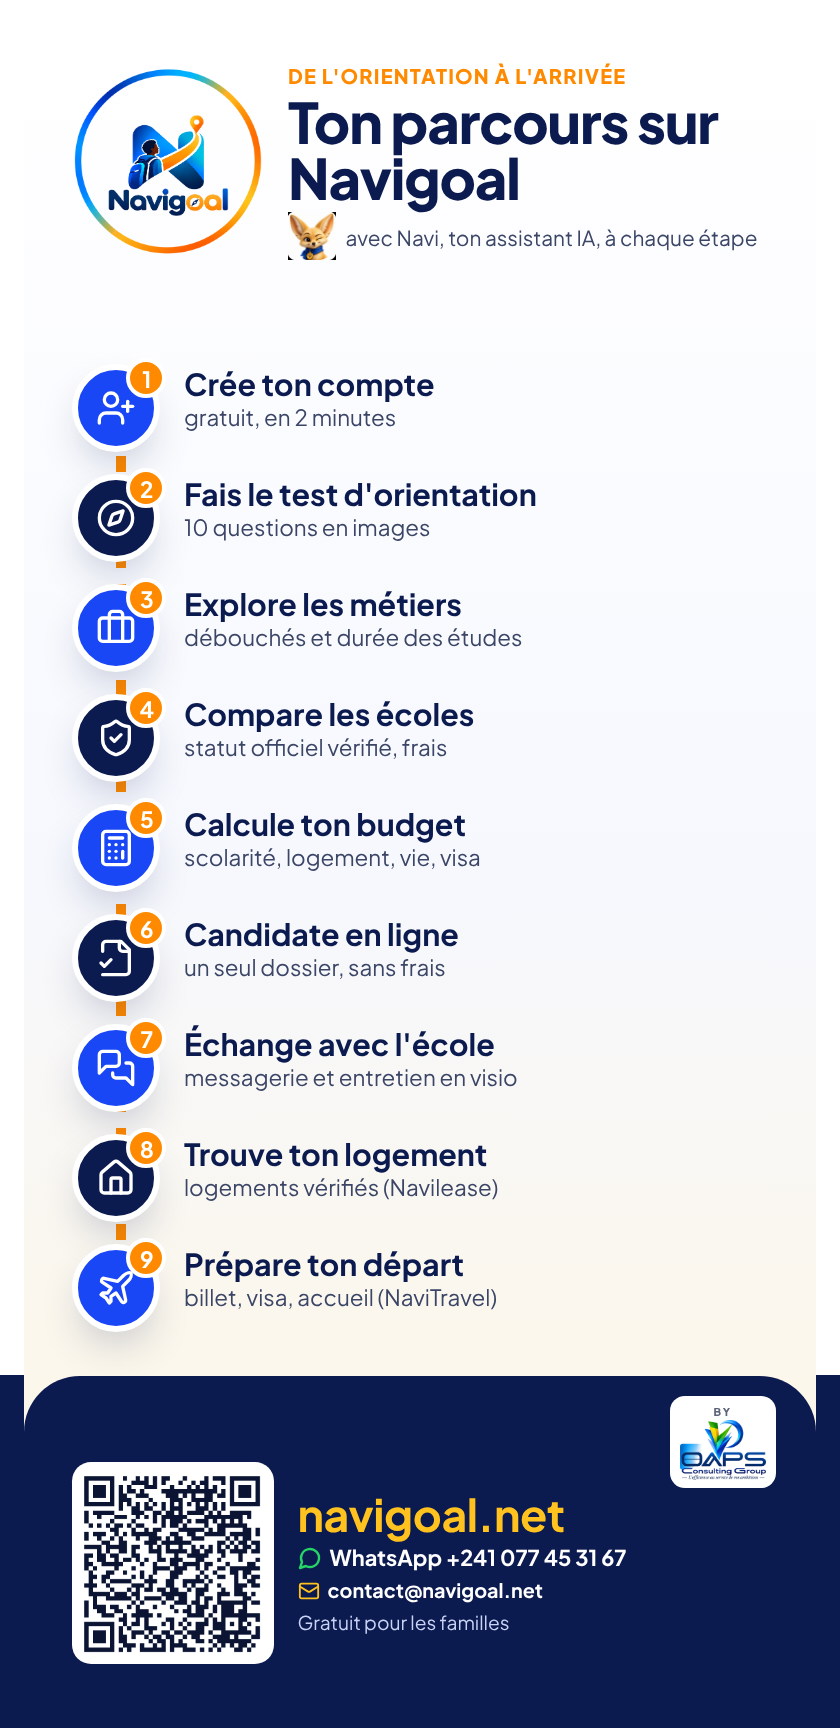 DE L'ORIENTATION À L'ARRIVÉE
Ton parcours sur
Navigoal
avec Navi, ton assistant IA, à chaque étape
Navigoal
1
Crée ton compte
gratuit, en 2 minutes
2
Fais le test d'orientation
10 questions en images
3
Explore les métiers
débouchés et durée des études
4
Compare les écoles
statut officiel vérifié, frais
5
Calcule ton budget
scolarité, logement, vie, visa
6
Candidate en ligne
un seul dossier, sans frais
7
Échange avec l'école
messagerie et entretien en visio
8
Trouve ton logement
logements vérifiés (Navilease)
9
Prépare ton départ
billet, visa, accueil (NaviTravel)
BY
OAPS
Consulting Group
navigoal.net
WhatsApp +241 077 45 31 67
contact@navigoal.net
Gratuit pour les familles